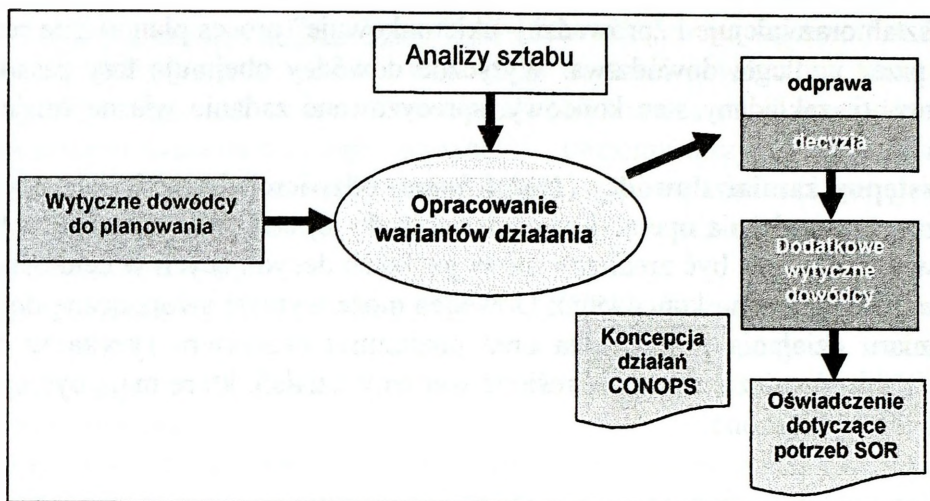 Analizy sztabu
odprawa
decyzja
Wytyczne dowódcy
do planowania
Opracowanie
wariantów działania
Dodatkowe
wytyczne
dowódcy
Koncepcja
działań
CONOPS
Oświadczenie
dotyczące
potrzeb SOR